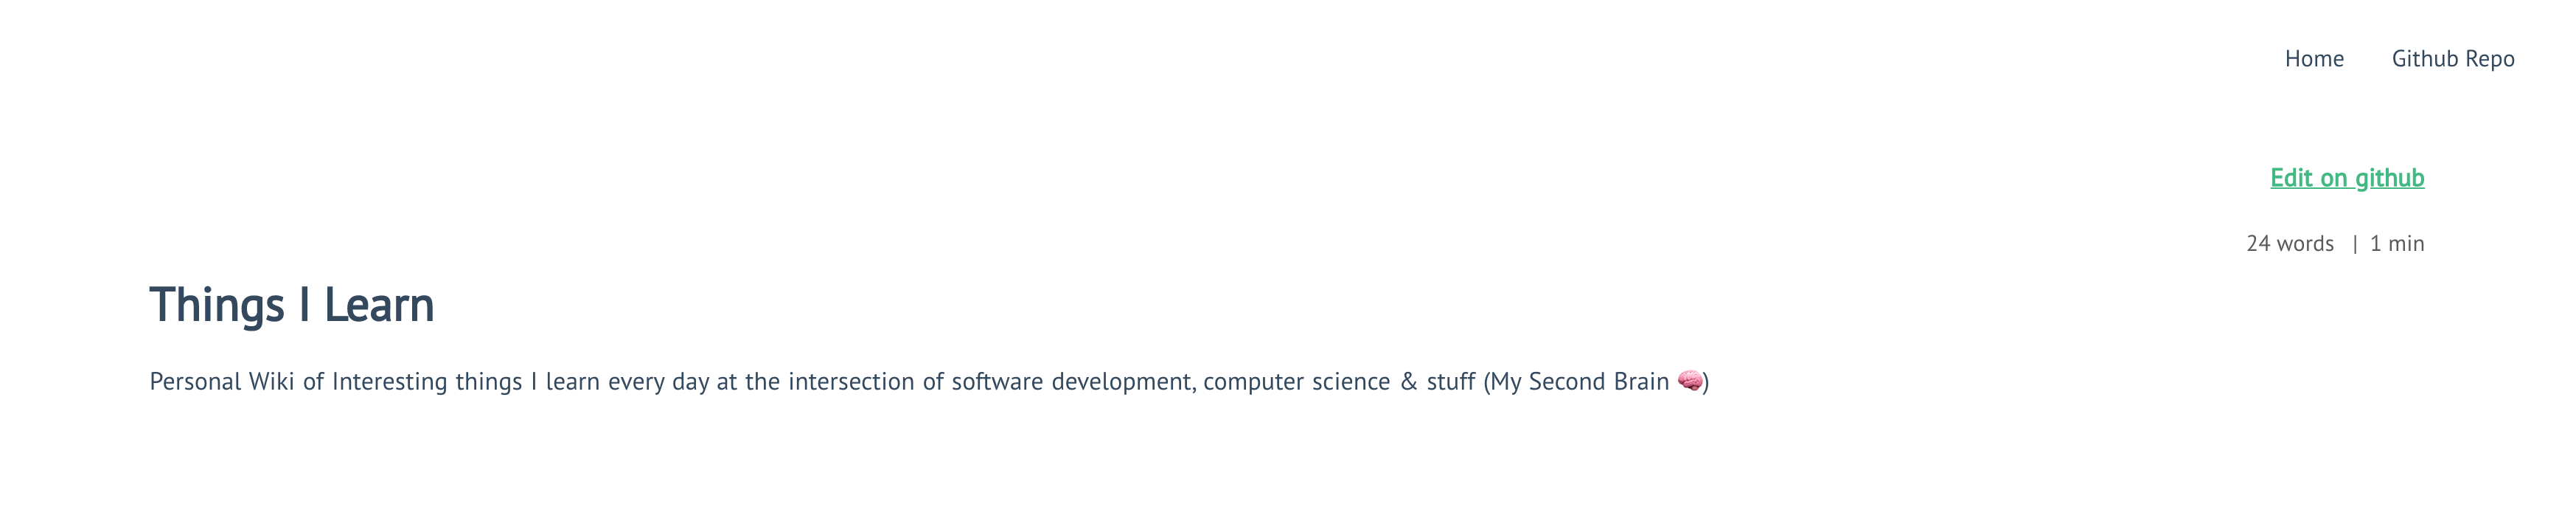 Home Github Repo
Edit on github
24 words | 1 min
Things I Learn
Personal Wiki of Interesting things I learn every day at the intersection of software development, computer science & stuff (My Second Brain 🧠)